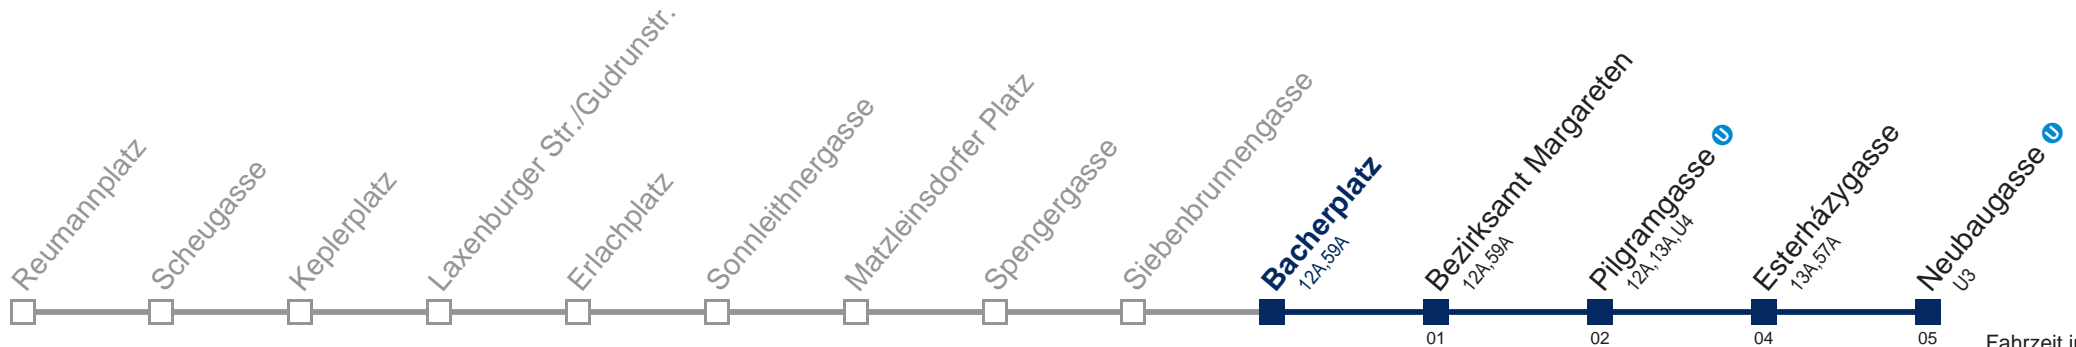 Reumannplatz
Scheugasse
Keplerplatz
Laxenburger Str./Gudrunstr.
Erlachplatz
Sonnleithnergasse
Matzleinsdorfer Platz
Spengergasse
Siebenbrunnengasse
Bacherplatz
12A,59A
Bezirksamt Margareten
12A,59A
Pilgramgasse U
12A,13A,U4
Esterházygasse
13A,57A
Neubaugasse U
U3
01 02 04 05
Fahrzeit